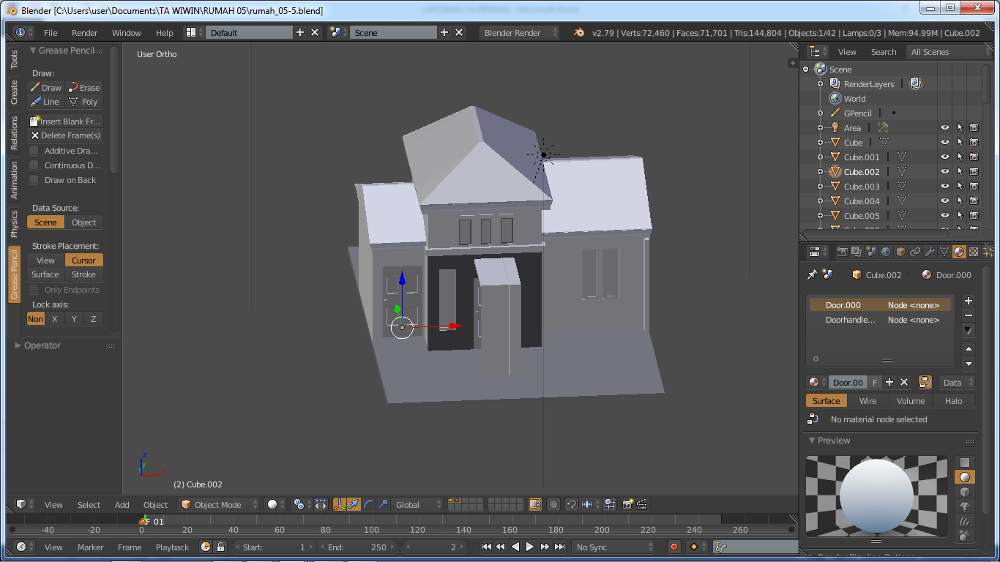 Blender [C:\Users\user\Documents\TA WIWIN\RUMAH 05\rumah_05-5.blend]
File Render Window Help Default Scene Blender Render v2.79 | Verts:72,460 | Faces:71,701 | Tris:144,804 | Objects:1/42 | Lamps:0/3 | Mem:94.99M | Cube.002
Tools
Create
Relations
Animation
Physics
Grease Pencil
Grease Pencil
Draw:
Draw Erase
Line Poly
Insert Blank Fr...
Delete Frame(s)
Additive Dra...
Continuous D...
Draw on Back
Data Source:
Scene Object
Stroke Placement:
View Cursor
Surface Stroke
Only Endpoints
Lock axis:
Non X Y Z
Operator
User Ortho
z
y
x
(2) Cube.002
View Select Add Object Object Mode Global
View Search All Scenes
Scene
RenderLayers
World
GPencil
Area
Cube
Cube.001
Cube.002
Cube.003
Cube.004
Cube.005
Cube.002 Door.000
Door.000 Node <none>
Doorhandle... Node <none>
Door.00 F Data
Surface Wire Volume Halo
No material node selected
Preview
F_01
-40 -20 0 20 40 60 80 100 120 140 160 180 200 220 240 260
View Marker Frame Playback Start: 1 End: 250 2 No Sync